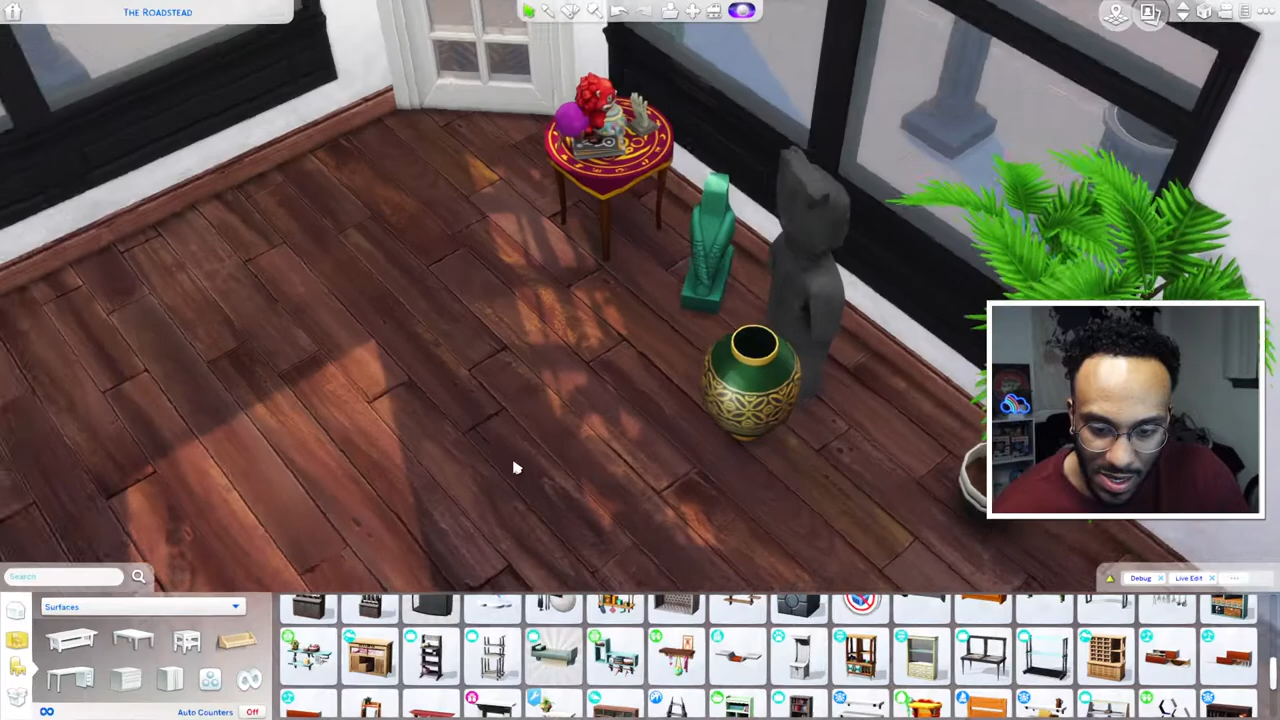 THE ROADSTEAD
Search
Debug
Live Edit
Surfaces
Auto Counters
Off